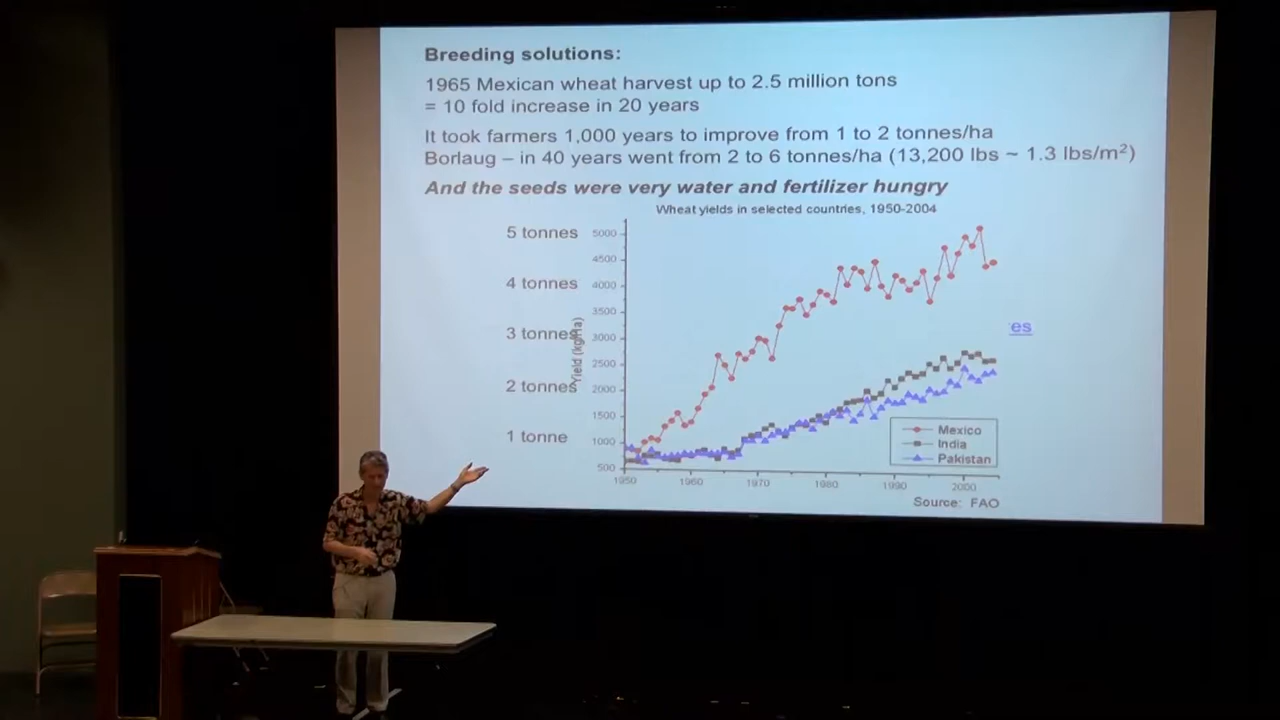 Breeding solutions:
1965 Mexican wheat harvest up to 2.5 million tons
= 10 fold increase in 20 years
It took farmers 1,000 years to improve from 1 to 2 tonnes/ha
Borlaug – in 40 years went from 2 to 6 tonnes/ha (13,200 lbs ~ 1.3 lbs/m²)
And the seeds were very water and fertilizer hungry
Wheat yields in selected countries, 1950-2004
5 tonnes
4 tonnes
3 tonnes
2 tonnes
1 tonne
Yield (kg/Ha)
5000
4500
4000
3500
3000
2500
2000
1500
1000
500
es
Mexico
India
Pakistan
1950 1960 1970 1980 1990 2000
Source: FAO